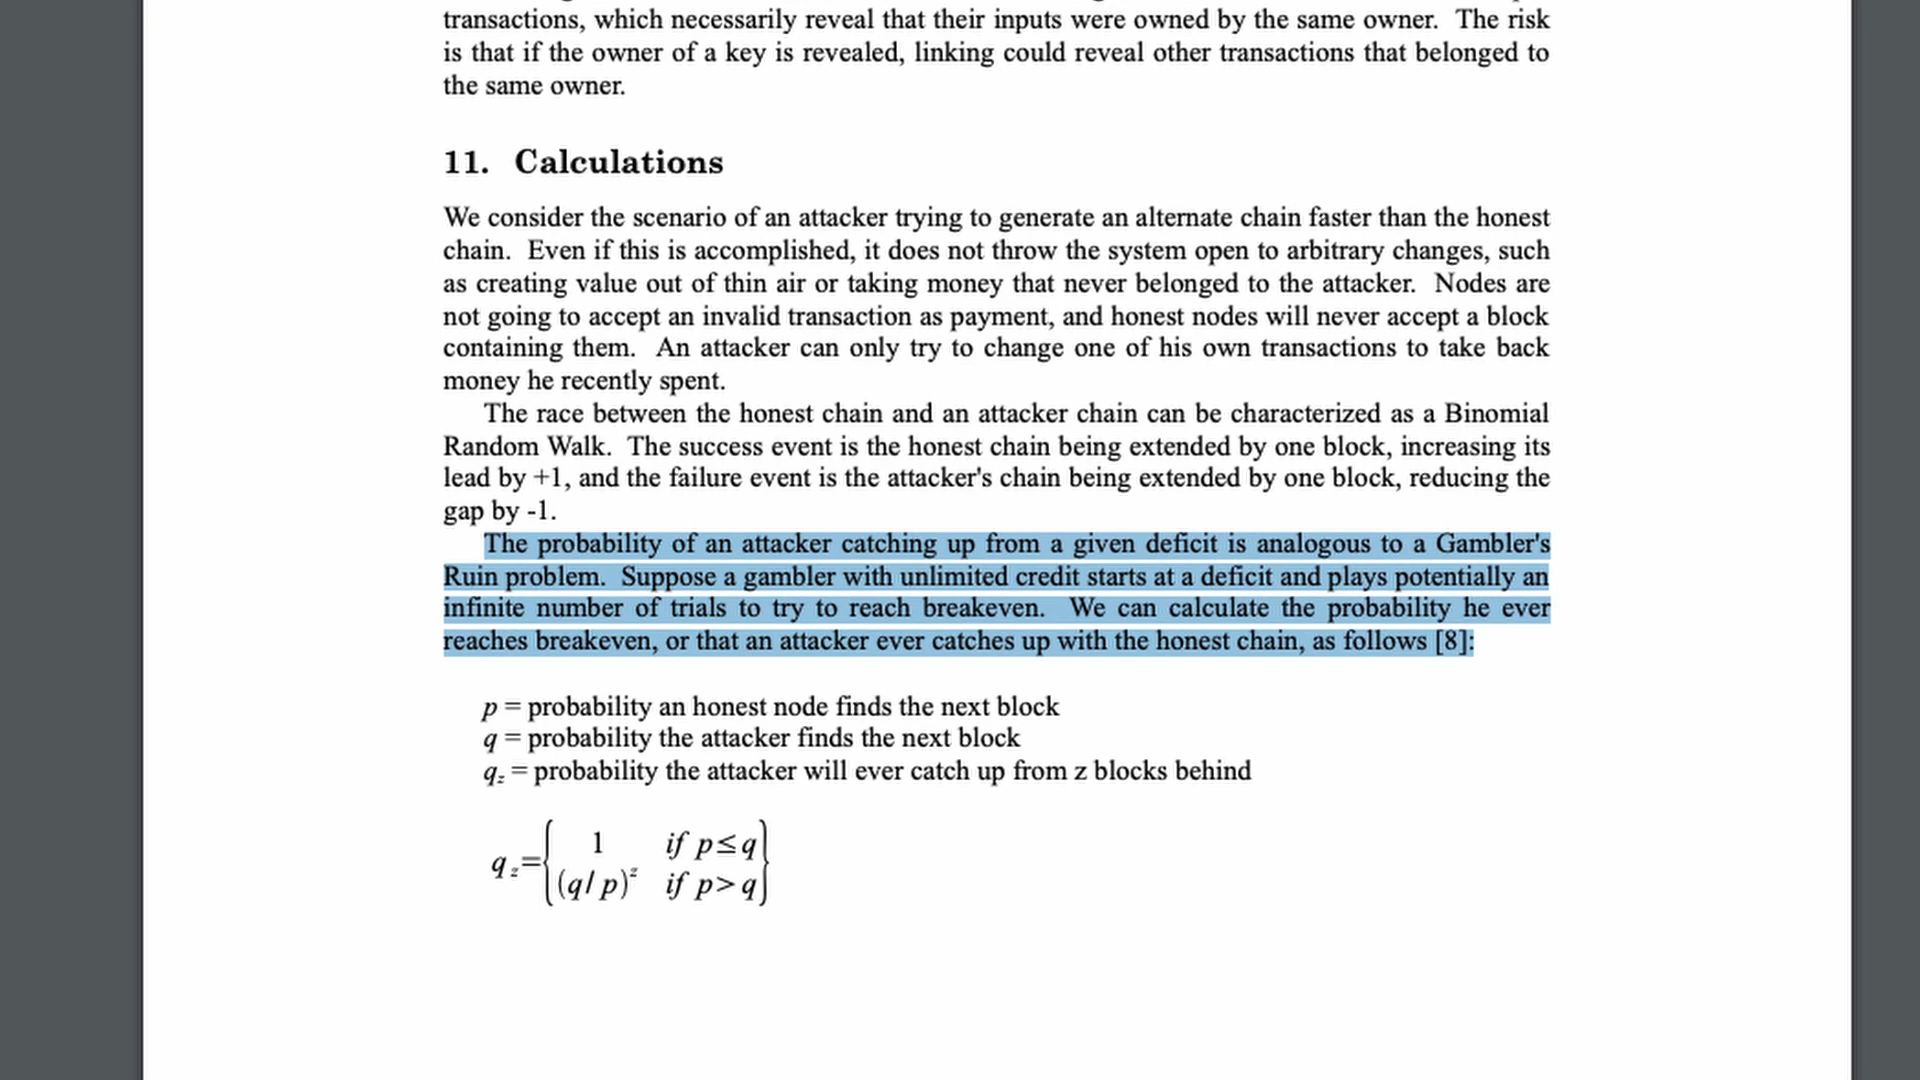 transactions, which necessarily reveal that their inputs were owned by the same owner. The risk
is that if the owner of a key is revealed, linking could reveal other transactions that belonged to
the same owner.
11. Calculations
We consider the scenario of an attacker trying to generate an alternate chain faster than the honest
chain. Even if this is accomplished, it does not throw the system open to arbitrary changes, such
as creating value out of thin air or taking money that never belonged to the attacker. Nodes are
not going to accept an invalid transaction as payment, and honest nodes will never accept a block
containing them. An attacker can only try to change one of his own transactions to take back
money he recently spent.
The race between the honest chain and an attacker chain can be characterized as a Binomial
Random Walk. The success event is the honest chain being extended by one block, increasing its
lead by +1, and the failure event is the attacker's chain being extended by one block, reducing the
gap by -1.
The probability of an attacker catching up from a given deficit is analogous to a Gambler's
Ruin problem. Suppose a gambler with unlimited credit starts at a deficit and plays potentially an
infinite number of trials to try to reach breakeven. We can calculate the probability he ever
reaches breakeven, or that an attacker ever catches up with the honest chain, as follows [8]:
p = probability an honest node finds the next block
q = probability the attacker finds the next block
q_z = probability the attacker will ever catch up from z blocks behind
q_z = { 1 if p ≤ q
(q/p)^z if p > q }